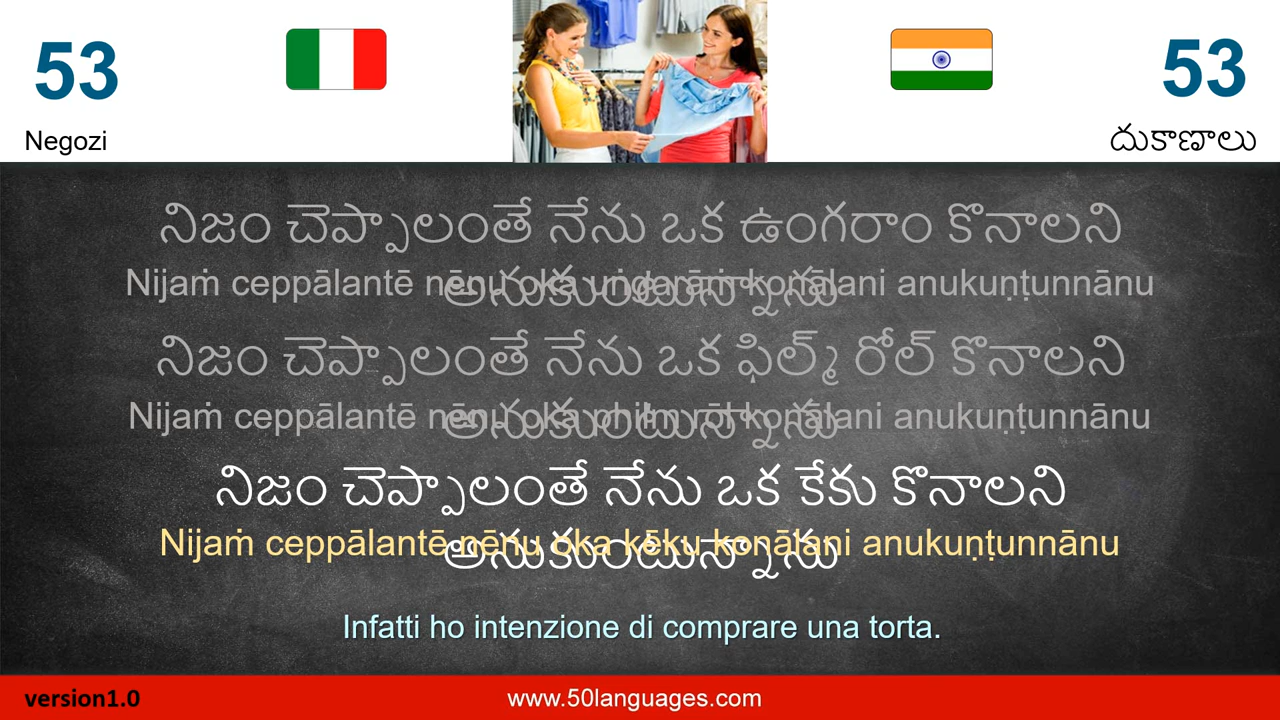 53
53
Negozi
దుకాణాలు
నిజం చెప్పాలంతే నేను ఒక ఉంగరాం కొనాలని
అనుకుంటున్నాను
Nijaṁ ceppālantē nēnu oka uṅgarāṁ konālani anukuṇṭunnānu
నిజం చెప్పాలంతే నేను ఒక ఫిల్మ్ రోల్ కొనాలని
అనుకుంటున్నాను
Nijaṁ ceppālantē nēnu oka philm rōl konālani anukuṇṭunnānu
నిజం చెప్పాలంతే నేను ఒక కేకు కొనాలని
అనుకుంటున్నాను
Nijaṁ ceppālantē nēnu oka kēku konālani anukuṇṭunnānu
Infatti ho intenzione di comprare una torta.
version1.0
www.50languages.com